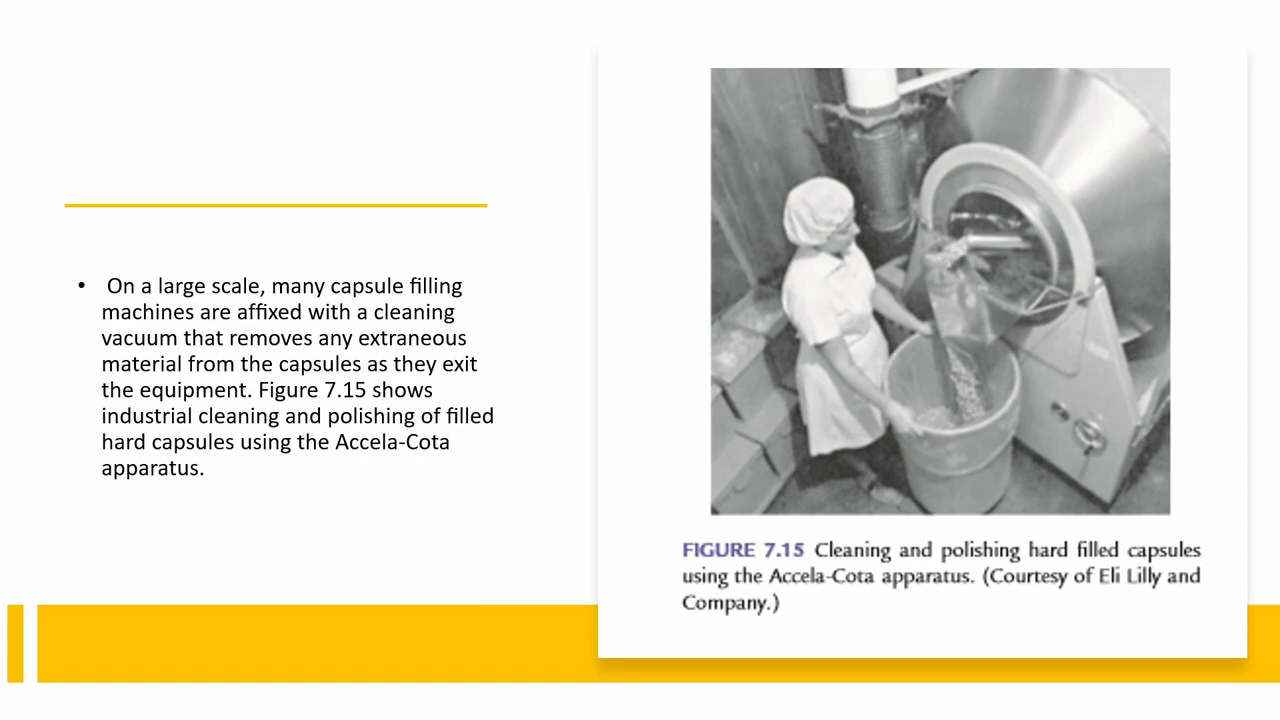 • On a large scale, many capsule filling
machines are affixed with a cleaning
vacuum that removes any extraneous
material from the capsules as they exit
the equipment. Figure 7.15 shows
industrial cleaning and polishing of filled
hard capsules using the Accela-Cota
apparatus.
FIGURE 7.15 Cleaning and polishing hard filled capsules
using the Accela-Cota apparatus. (Courtesy of Eli Lilly and
Company.)